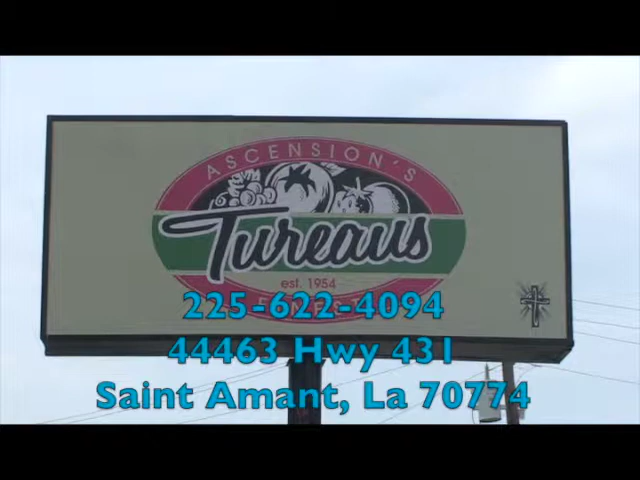 ASCENSION'S
Tureaus
est. 1954
225-622-4094
44463 Hwy 431
Saint Amant, La 70774